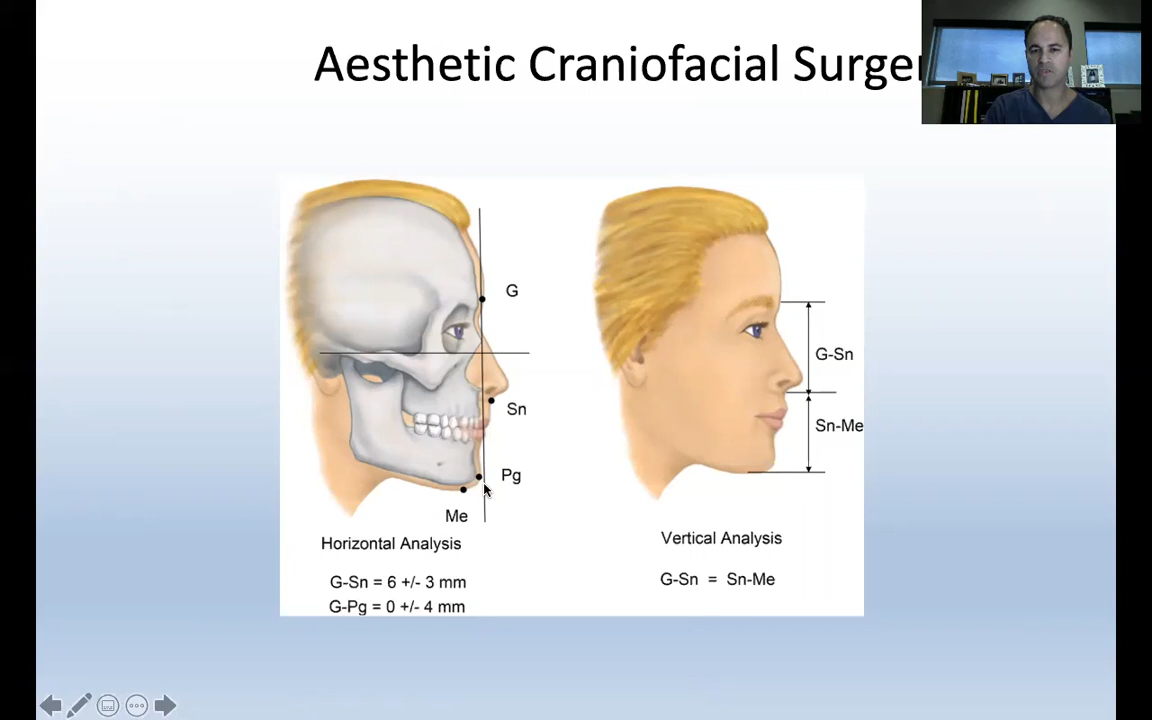 Aesthetic Craniofacial Surger
G
Sn
Pg
Me
Horizontal Analysis
G-Sn = 6 +/- 3 mm
G-Pg = 0 +/- 4 mm
G-Sn
Sn-Me
Vertical Analysis
G-Sn = Sn-Me